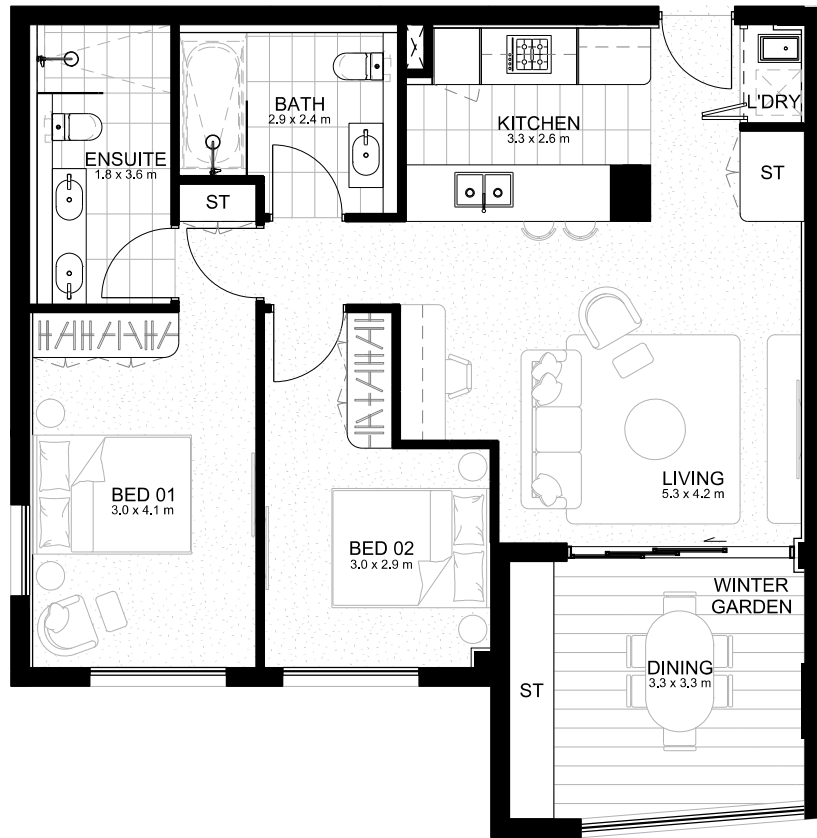 BATH
2.9 x 2.4 m
ENSUITE
1.8 x 3.6 m
ST
KITCHEN
3.3 x 2.6 m
L'DRY
ST
BED 01
3.0 x 4.1 m
BED 02
3.0 x 2.9 m
LIVING
5.3 x 4.2 m
WINTER
GARDEN
DINING
3.3 x 3.3 m
ST